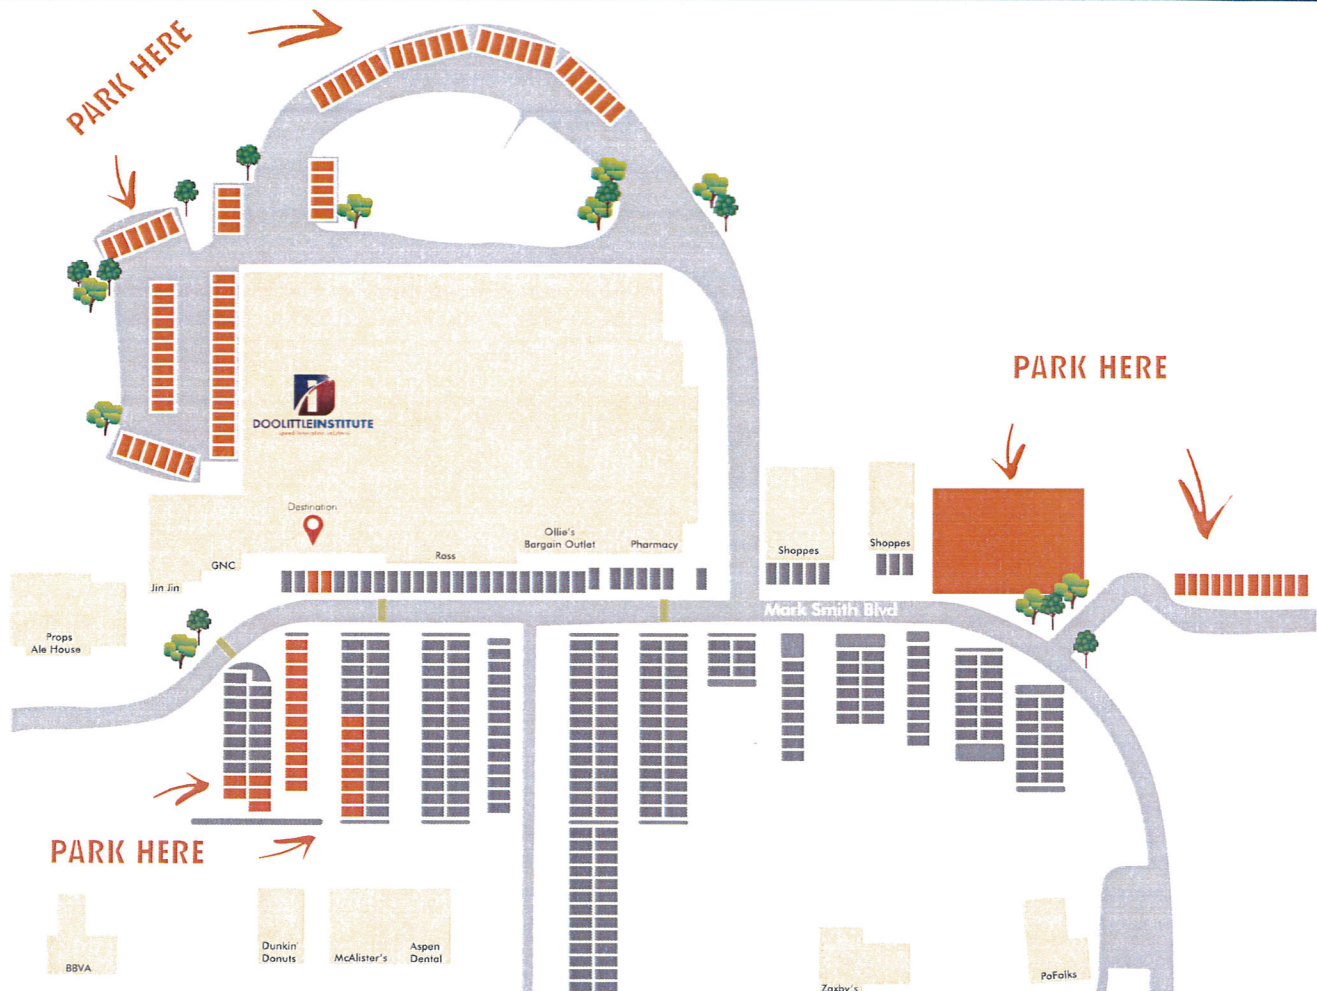 PARK HERE
PARK HERE
DOOLITTLEINSTITUTE
Destination
Ollie's
Bargain Outlet
Pharmacy
Ross
GNC
Jin Jin
Shoppes
Shoppes
Props
Ale House
Mark Smith Blvd
PARK HERE
BBVA
Dunkin'
Donuts
McAlister's
Aspen
Dental
Zaxby's
PoFolks